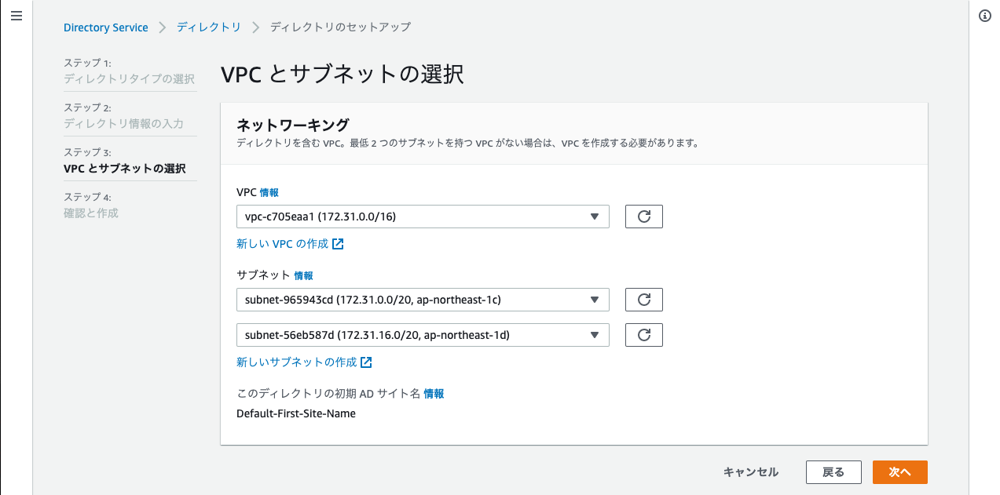 Directory Service > ディレクトリ > ディレクトリのセットアップ
ステップ 1:
ディレクトリタイプの選択
ステップ 2:
ディレクトリ情報の入力
ステップ 3:
VPC とサブネットの選択
ステップ 4:
確認と作成
VPC とサブネットの選択
ネットワーキング
ディレクトリを含む VPC。最低 2 つのサブネットを持つ VPC がない場合は、VPC を作成する必要があります。
VPC 情報
vpc-c705eaa1 (172.31.0.0/16)
新しい VPC の作成
サブネット 情報
subnet-965943cd (172.31.0.0/20, ap-northeast-1c)
subnet-56eb587d (172.31.16.0/20, ap-northeast-1d)
新しいサブネットの作成
このディレクトリの初期 AD サイト名 情報
Default-First-Site-Name
キャンセル 戻る 次へ